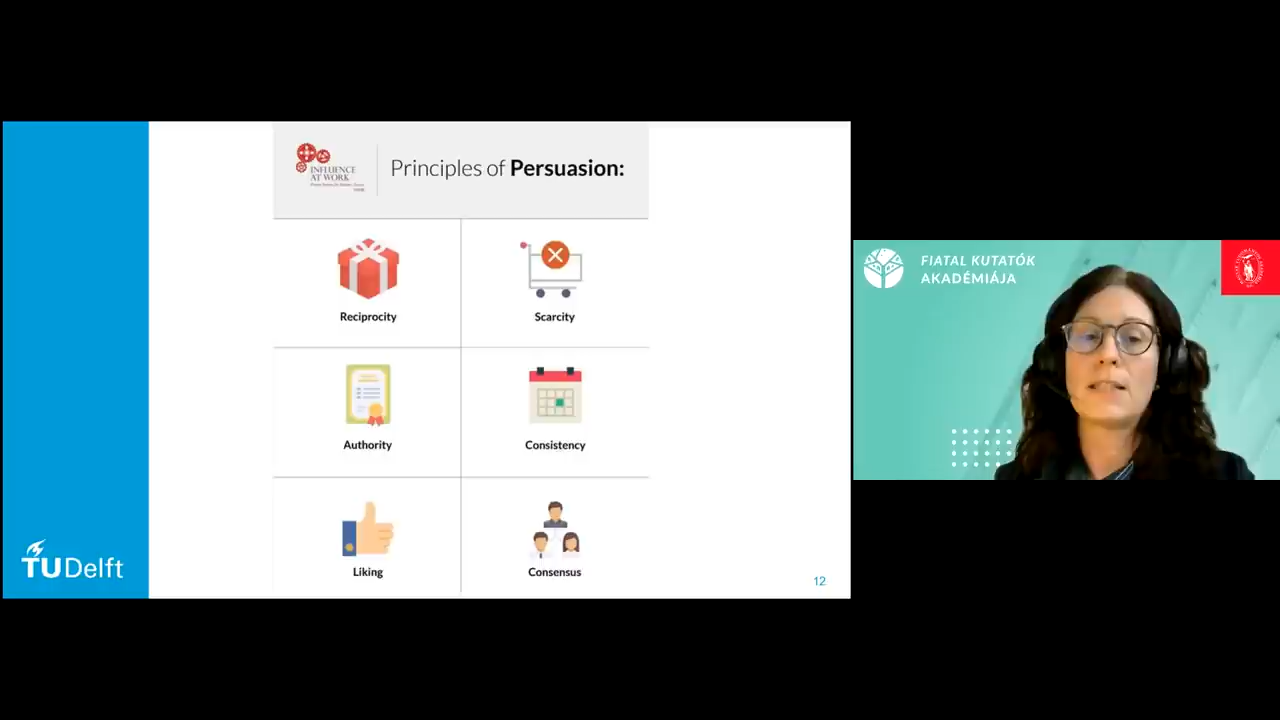 INFLUENCE
AT WORK
Principles of Persuasion:
Reciprocity
Scarcity
Authority
Consistency
Liking
Consensus
TUDelft
12
FIATAL KUTATÓK
AKADÉMIÁJA